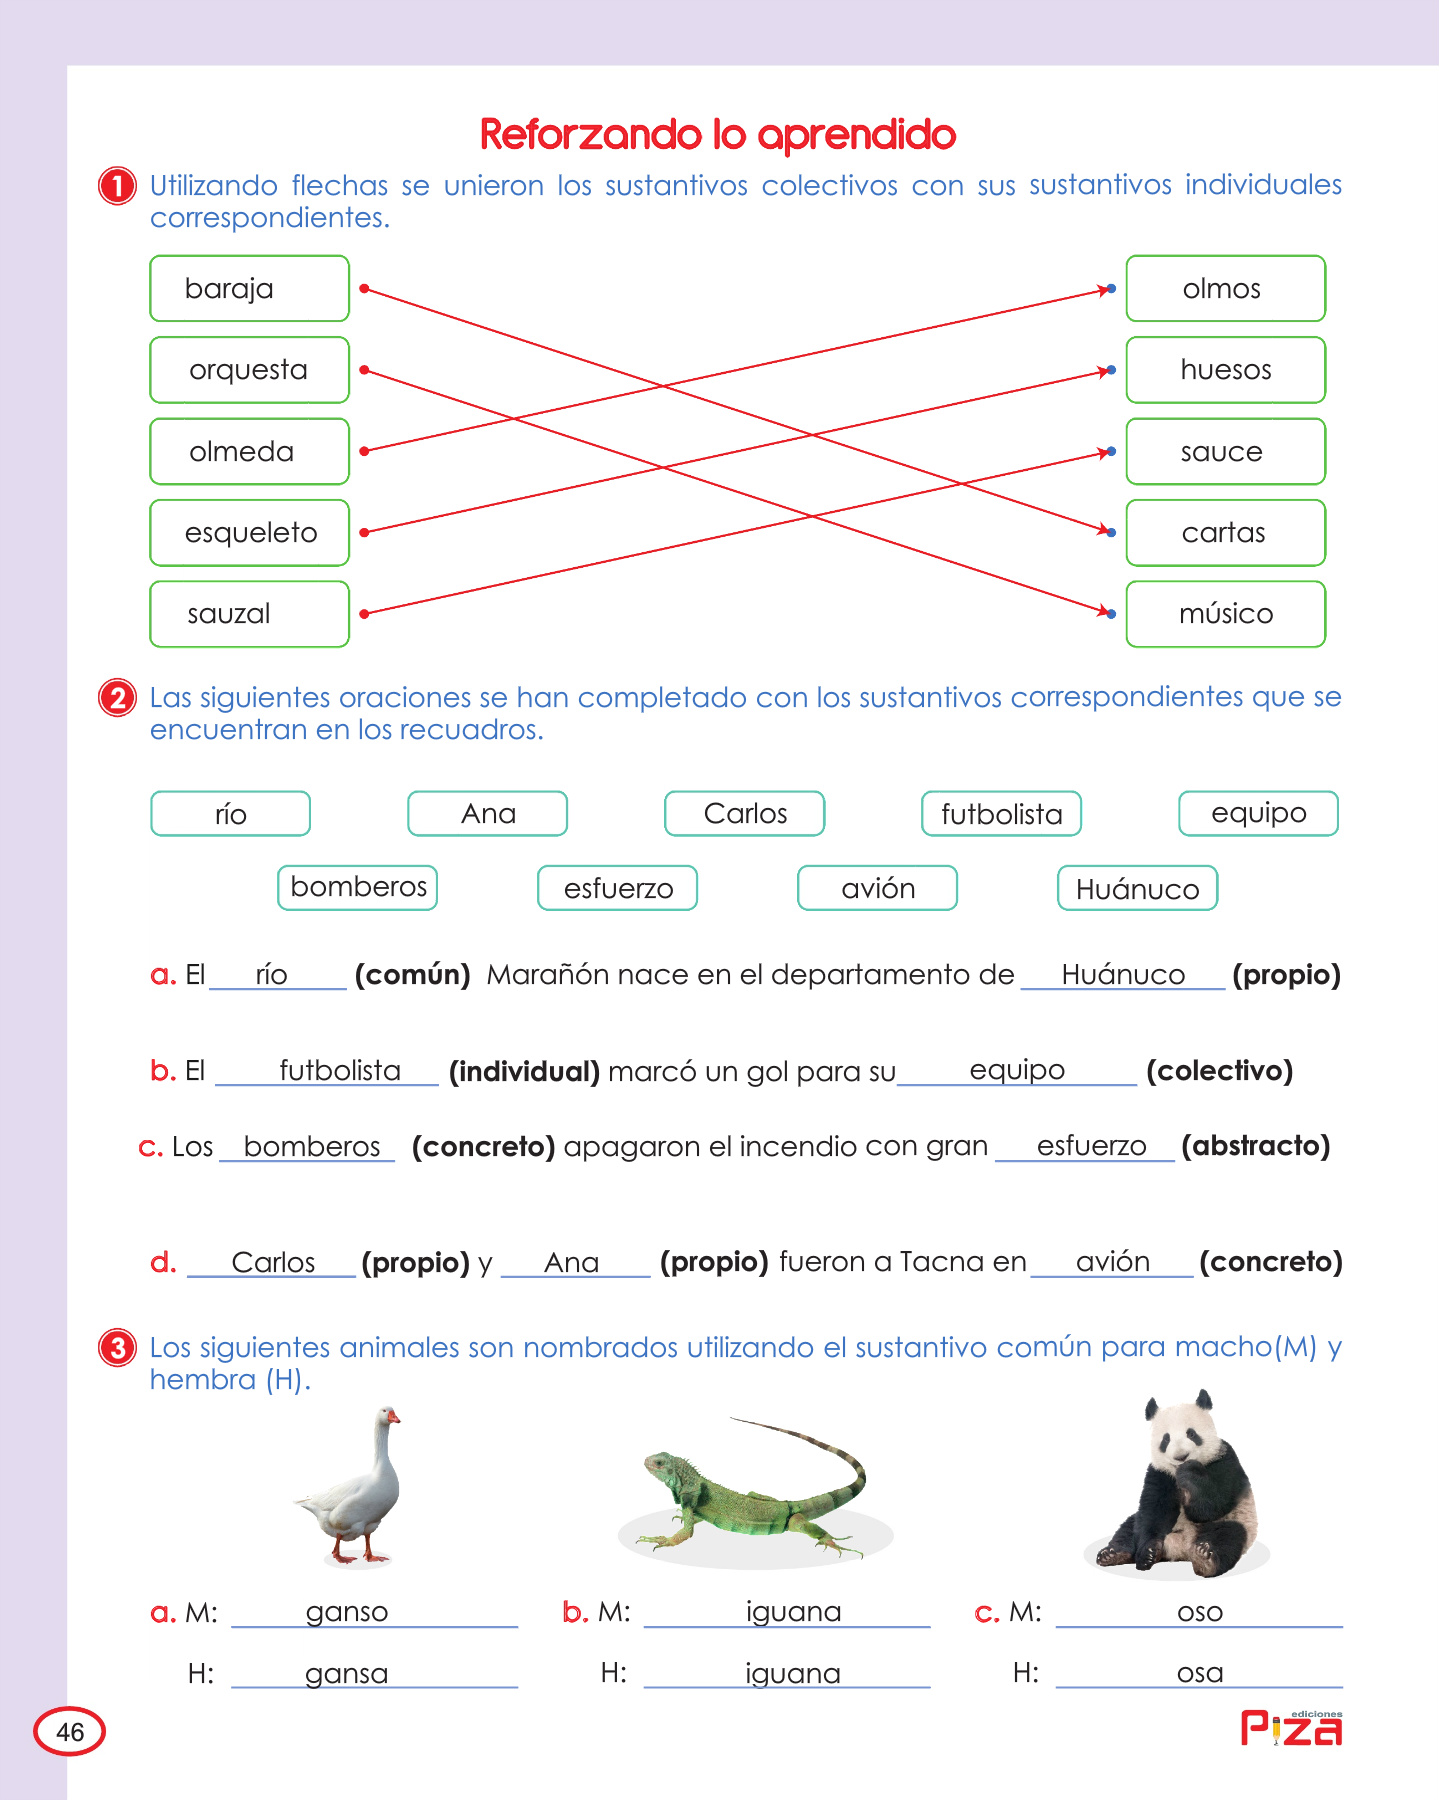 Reforzando lo aprendido
1 Utilizando flechas se unieron los sustantivos colectivos con sus sustantivos individuales
correspondientes.
baraja olmos
orquesta huesos
olmeda sauce
esqueleto cartas
sauzal músico
2 Las siguientes oraciones se han completado con los sustantivos correspondientes que se
encuentran en los recuadros.
río Ana Carlos futbolista equipo
bomberos esfuerzo avión Huánuco
a. El río (común) Marañón nace en el departamento de Huánuco (propio)
b. El futbolista (individual) marcó un gol para su equipo (colectivo)
c. Los bomberos (concreto) apagaron el incendio con gran esfuerzo (abstracto)
d. Carlos (propio) y Ana (propio) fueron a Tacna en avión (concreto)
3 Los siguientes animales son nombrados utilizando el sustantivo común para macho(M) y
hembra (H).
a. M: ganso b. M: iguana c. M: oso
H: gansa H: iguana H: osa
46
ediciones
Piza